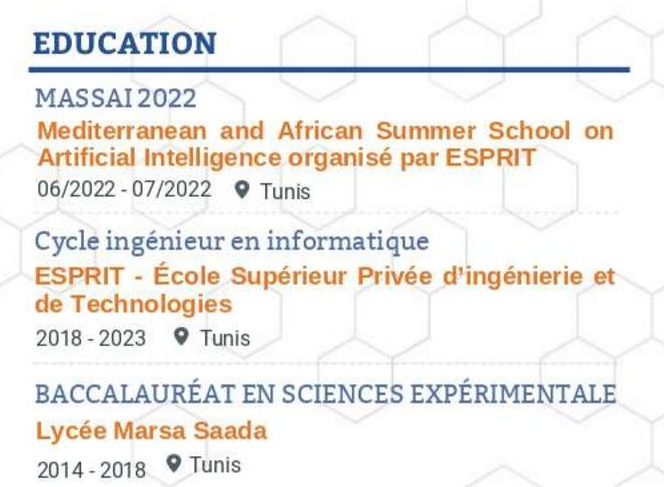 EDUCATION
MASSAI 2022
Mediterranean and African Summer School on
Artificial Intelligence organisé par ESPRIT
06/2022 - 07/2022 Tunis
Cycle ingénieur en informatique
ESPRIT - École Supérieur Privée d'ingénierie et
de Technologies
2018 - 2023 Tunis
BACCALAURÉAT EN SCIENCES EXPÉRIMENTALE
Lycée Marsa Saada
2014 - 2018 Tunis